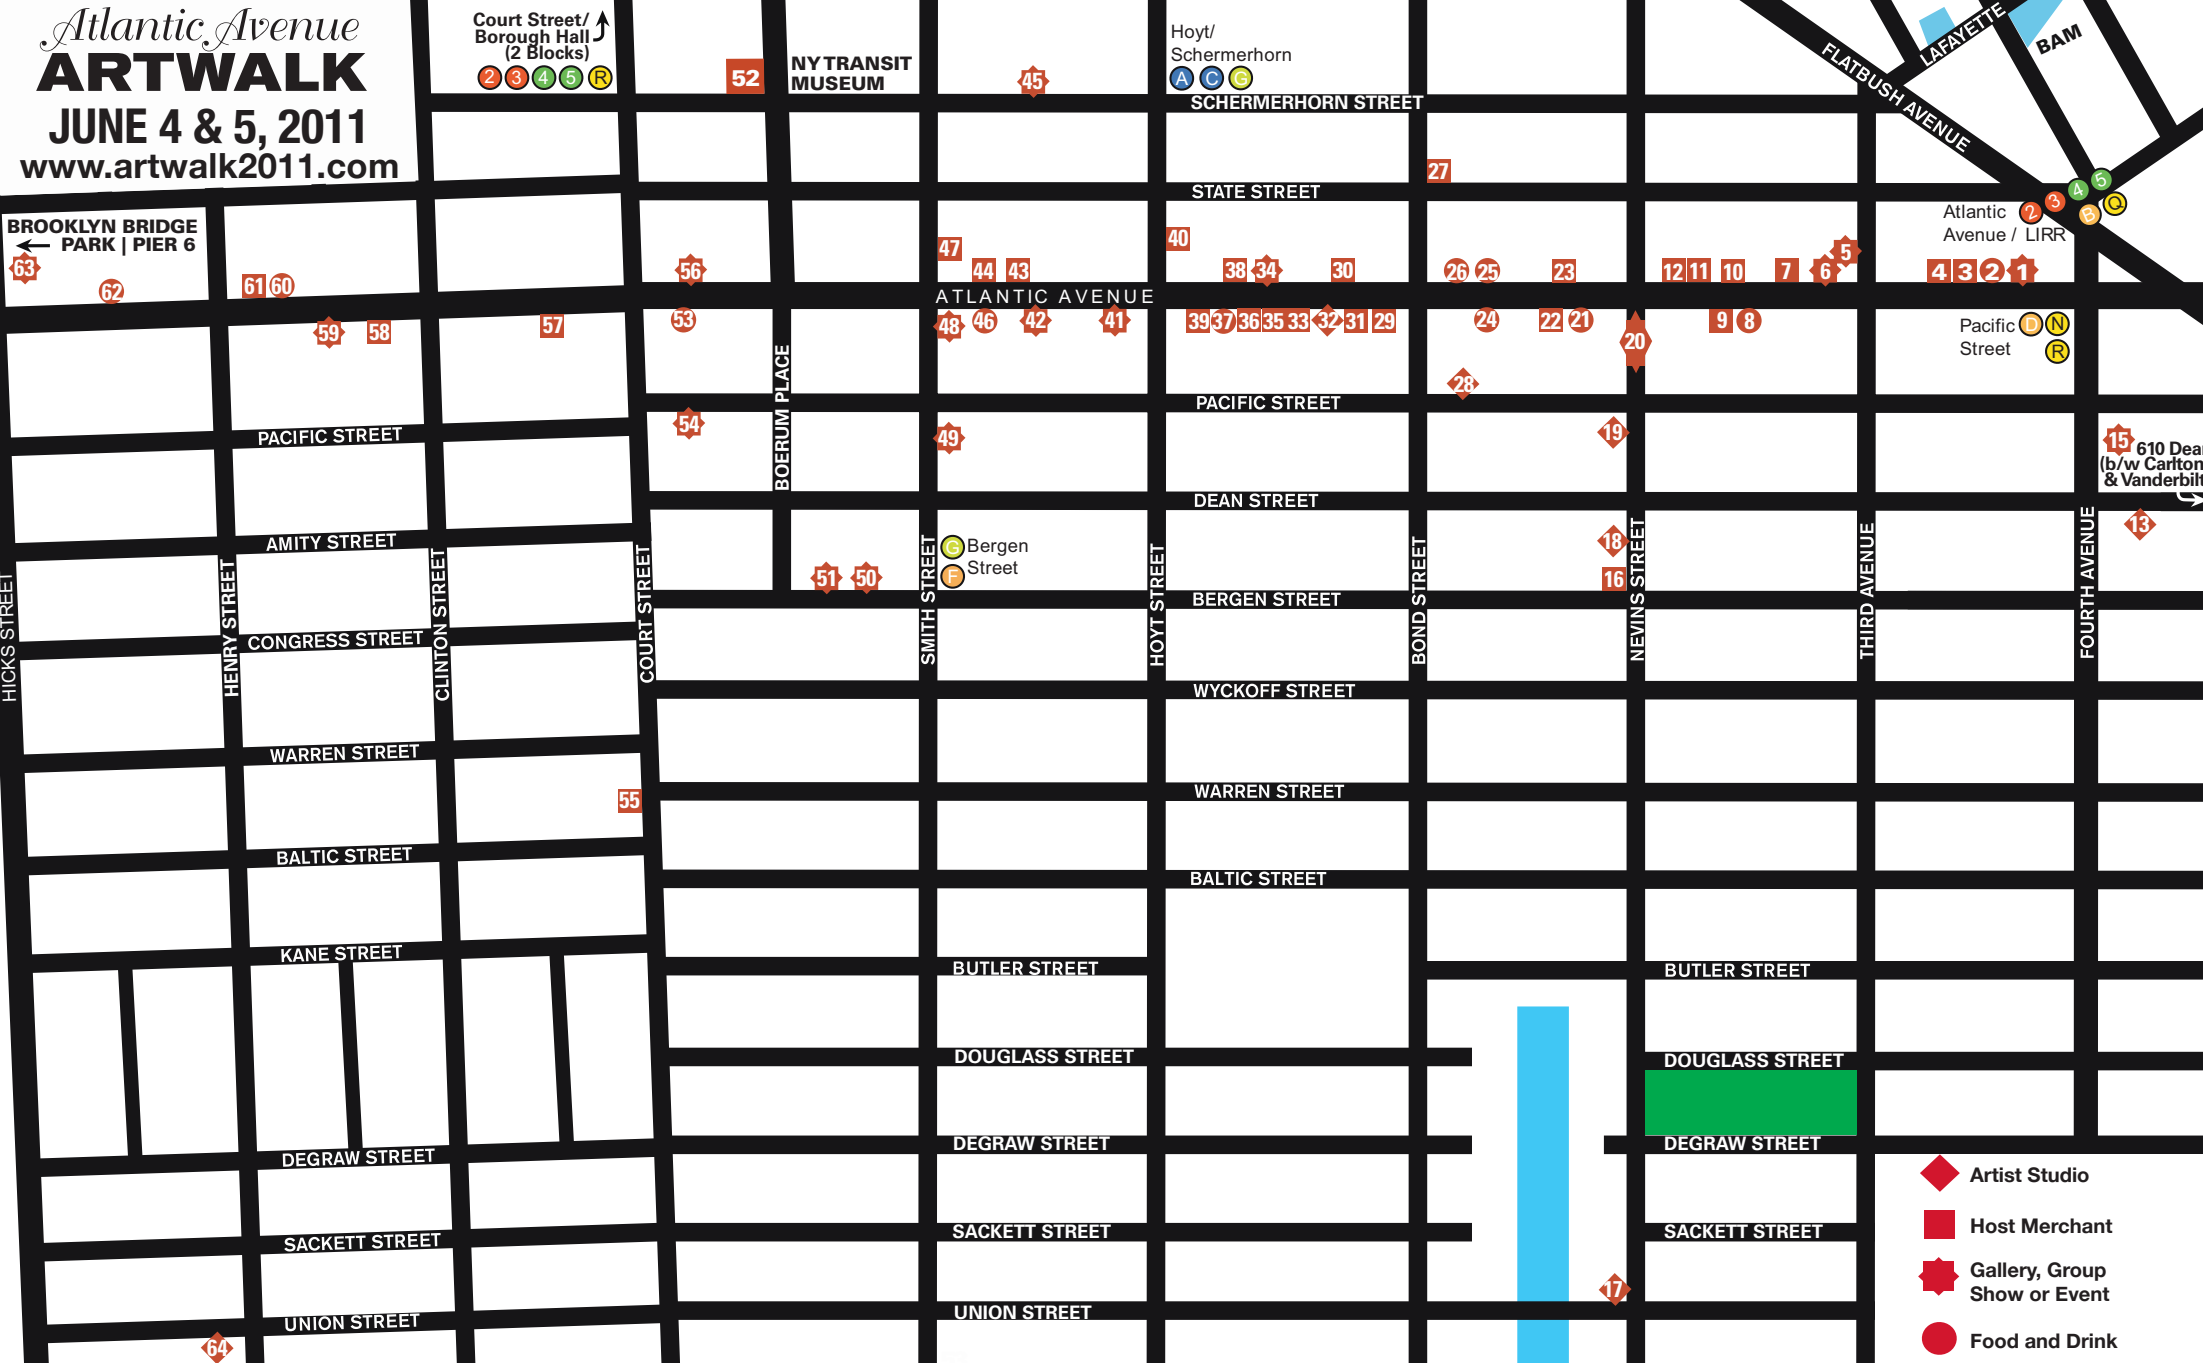 Atlantic Avenue
ARTWALK
JUNE 4 & 5, 2011
www.artwalk2011.com
Court Street/
Borough Hall
(2 Blocks)
2 3 4 5 R
52
NY TRANSIT
MUSEUM
45
Hoyt/
Schermerhorn
A C G
SCHERMERHORN STREET
FLATBUSH AVENUE
LAFAYETTE
BAM
27
STATE STREET
2 3 4 5
B Q
Atlantic
Avenue / LIRR
BROOKLYN BRIDGE
PARK | PIER 6
63
62
61 60
56
47
44 43
40
38 34 30
26 25 23
12 11 10 7 6 5
4 3 2 1
ATLANTIC AVENUE
59 58 57
53
48 46 42 41
39 37 36 35 33 32 31 29
24 22 21
20
9 8
Pacific
Street
D N
R
28
BOERUM PLACE
PACIFIC STREET
PACIFIC STREET
54
49
19
15
610 Dean
(b/w Carlton
& Vanderbilt
DEAN STREET
13
AMITY STREET
18
16
51 50
G
F
Bergen
Street
BERGEN STREET
HICKS STREET
HENRY STREET
CLINTON STREET
COURT STREET
SMITH STREET
HOYT STREET
BOND STREET
NEVINS STREET
THIRD AVENUE
FOURTH AVENUE
CONGRESS STREET
WYCKOFF STREET
WARREN STREET
WARREN STREET
55
BALTIC STREET
BALTIC STREET
KANE STREET
BUTLER STREET
BUTLER STREET
DOUGLASS STREET
DOUGLASS STREET
DEGRAW STREET
DEGRAW STREET
DEGRAW STREET
SACKETT STREET
SACKETT STREET
SACKETT STREET
17
UNION STREET
UNION STREET
64
Artist Studio
Host Merchant
Gallery, Group
Show or Event
Food and Drink